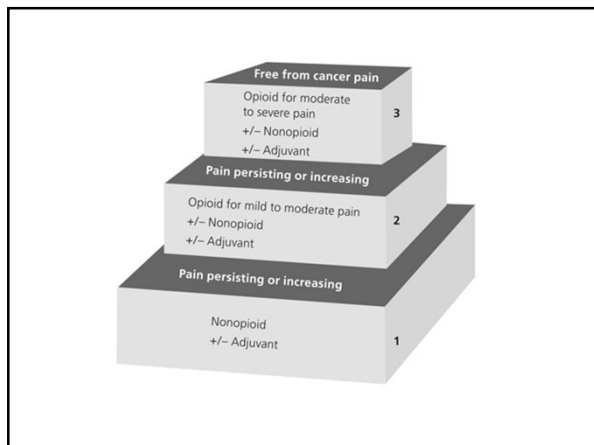 Free from cancer pain
Opioid for moderate
to severe pain
+/– Nonopioid
+/– Adjuvant
3
Pain persisting or increasing
Opioid for mild to moderate pain
+/– Nonopioid
+/– Adjuvant
2
Pain persisting or increasing
Nonopioid
+/– Adjuvant
1